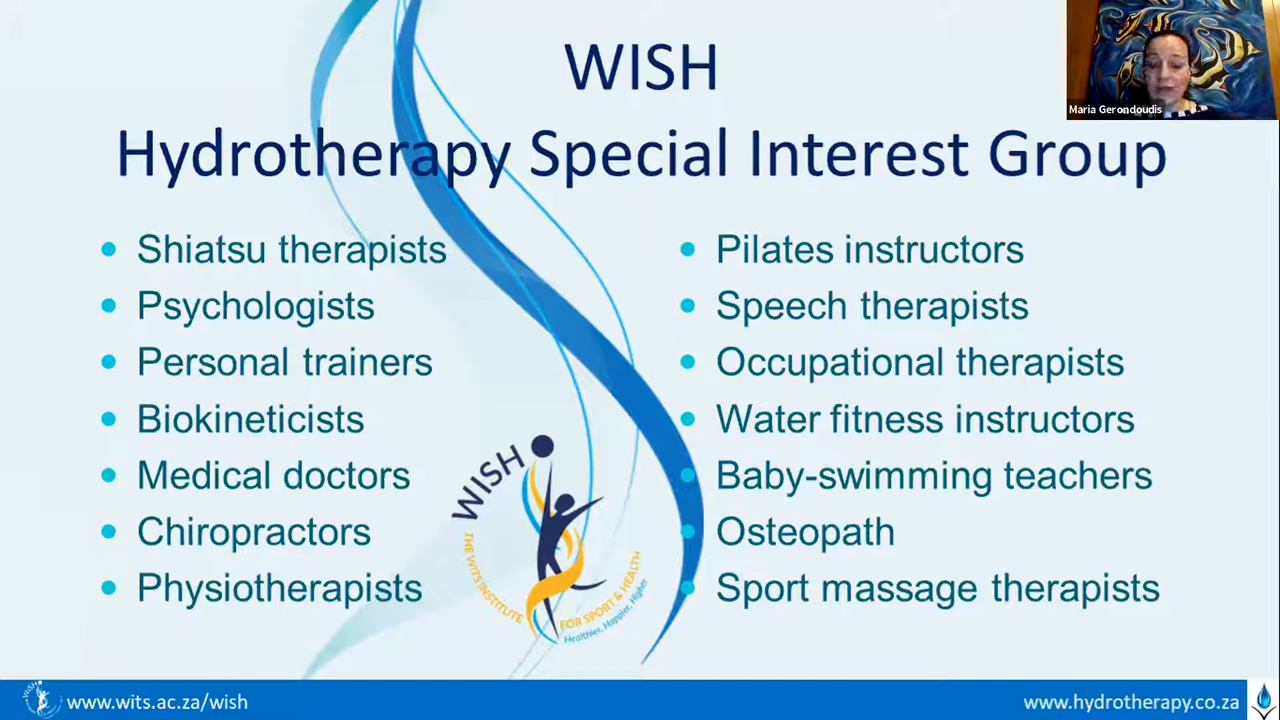 WISH
Hydrotherapy Special Interest Group
Maria Gerondoudis
Shiatsu therapists
Psychologists
Personal trainers
Biokineticists
Medical doctors
Chiropractors
Physiotherapists
Pilates instructors
Speech therapists
Occupational therapists
Water fitness instructors
Baby-swimming teachers
Osteopath
Sport massage therapists
WISH
THE WITS INSTITUTE
FOR SPORT & HEALTH
Healthier, Happier, Higher
WISH
www.wits.ac.za/wish
www.hydrotherapy.co.za